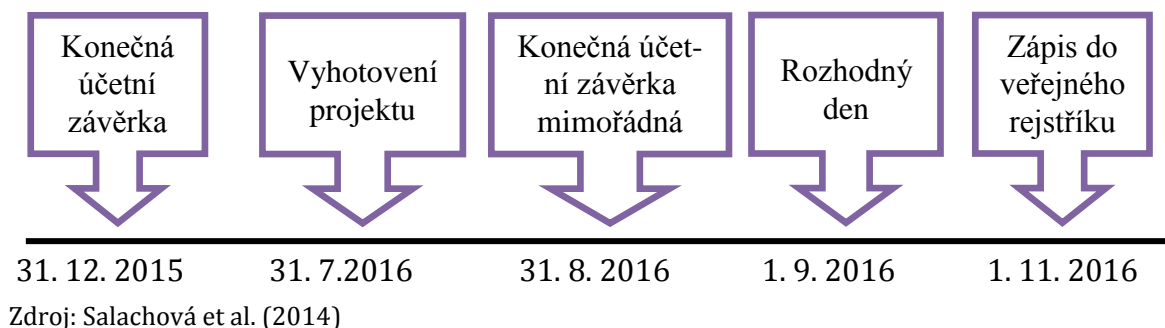 Konečná
účetní
závěrka
Vyhotovení
projektu
Konečná účet-
ní závěrka
mimořádná
Rozhodný
den
Zápis do
veřejného
rejstříku
31. 12. 2015
31. 7.2016
31. 8. 2016
1. 9. 2016
1. 11. 2016
Zdroj: Salachová et al. (2014)